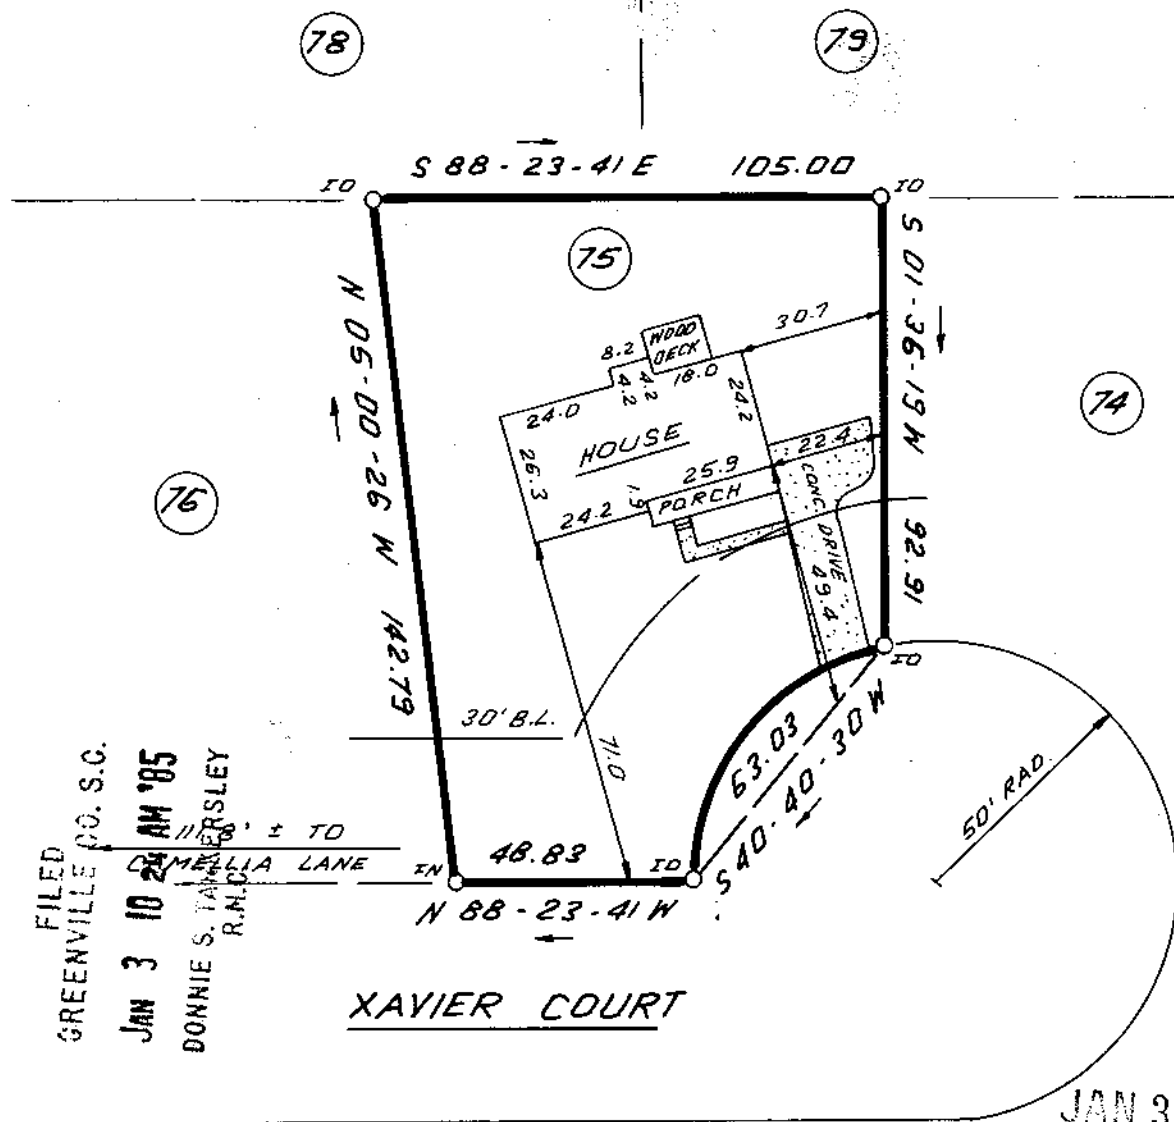 78
79
S 88-23-41 E 105.00
IO
IO
75
S 01-36-19 W 92.91
N 05-00-26 W 142.79
30.7
WOOD
DECK
8.2
4.2
4.2
18.0
24.2
24.0
HOUSE
26.3
74
76
22.4
25.9
PORCH
1.9
24.2
CONC. DRIVE
49.4
IO
30' B.L.
71.0
63.03
S 40-40-30 W
50' RAD.
± TO
LANE
IN
48.83
IO
N 88-23-41 W
FILED
GREENVILLE CO. S.C.
JAN 3 10 AM '85
DONNIE S. TANKERSLEY
XAVIER COURT
JAN 3